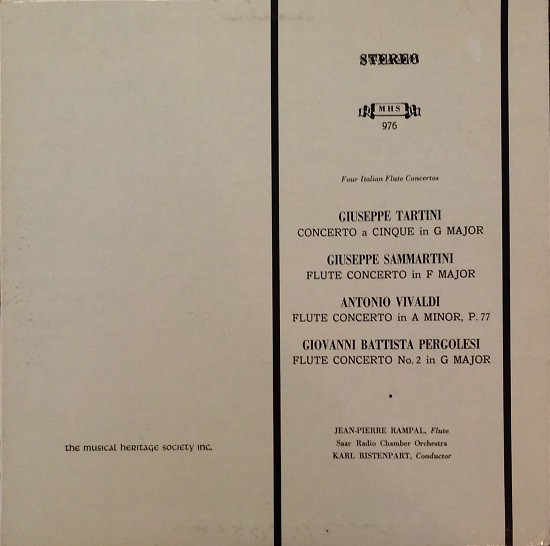 STEREO
MHS
976
Four Italian Flute Concertos
GIUSEPPE TARTINI
CONCERTO a CINQUE in G MAJOR
GIUSEPPE SAMMARTINI
FLUTE CONCERTO in F MAJOR
ANTONIO VIVALDI
FLUTE CONCERTO in A MINOR, P. 77
GIOVANNI BATTISTA PERGOLESI
FLUTE CONCERTO No. 2 in G MAJOR
JEAN-PIERRE RAMPAL, Flute
Saar Radio Chamber Orchestra
KARL RISTENPART, Conductor
the musical heritage society inc.